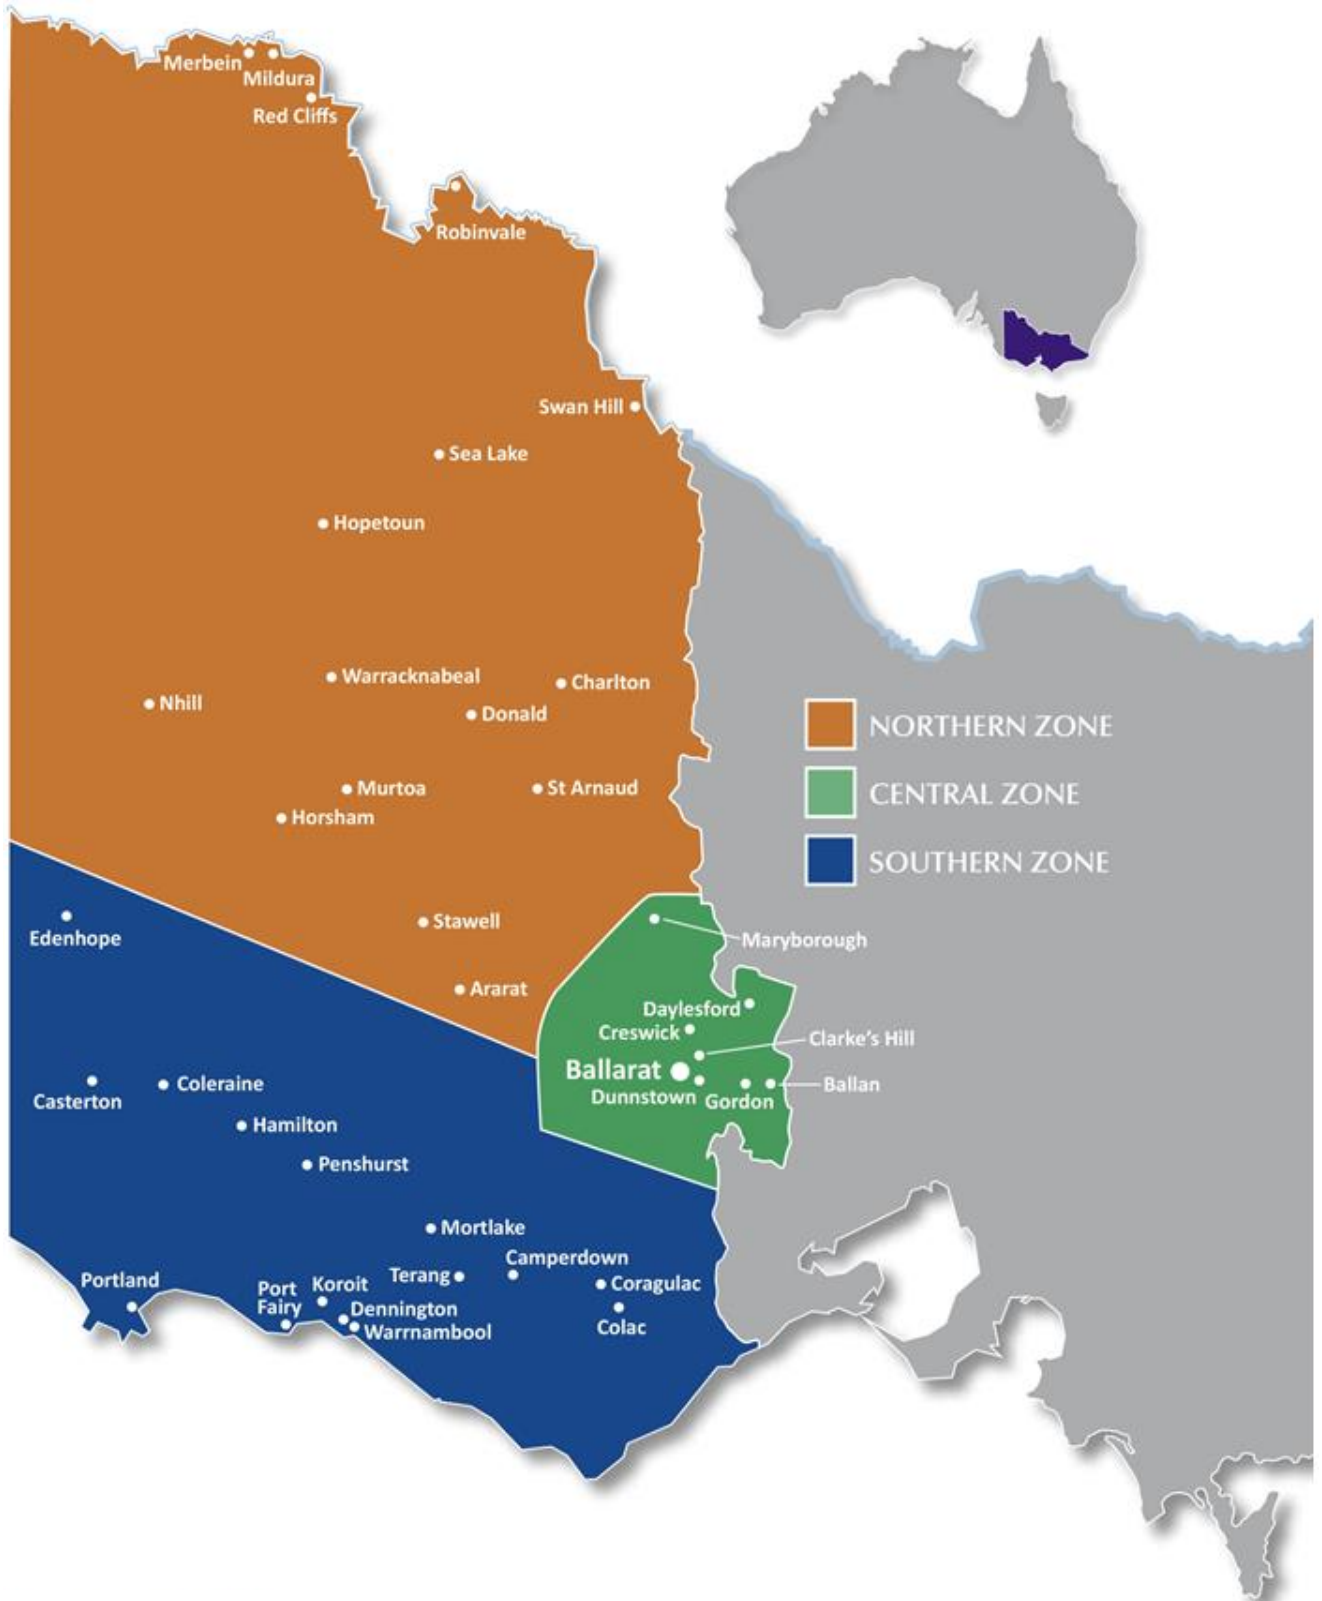 Merbein
Mildura
Red Cliffs
Robinvale
Swan Hill
Sea Lake
Hopetoun
Warracknabeal
Charlton
Nhill
Donald
NORTHERN ZONE
Murtoa
St Arnaud
CENTRAL ZONE
Horsham
SOUTHERN ZONE
Stawell
Edenhope
Maryborough
Ararat
Daylesford
Creswick
Clarke's Hill
Ballarat
Coleraine
Ballan
Casterton
Dunnstown
Gordon
Hamilton
Penshurst
Mortlake
Camperdown
Portland
Port
Fairy
Koroit
Terang
Coragulac
Dennington
Colac
Warrnambool